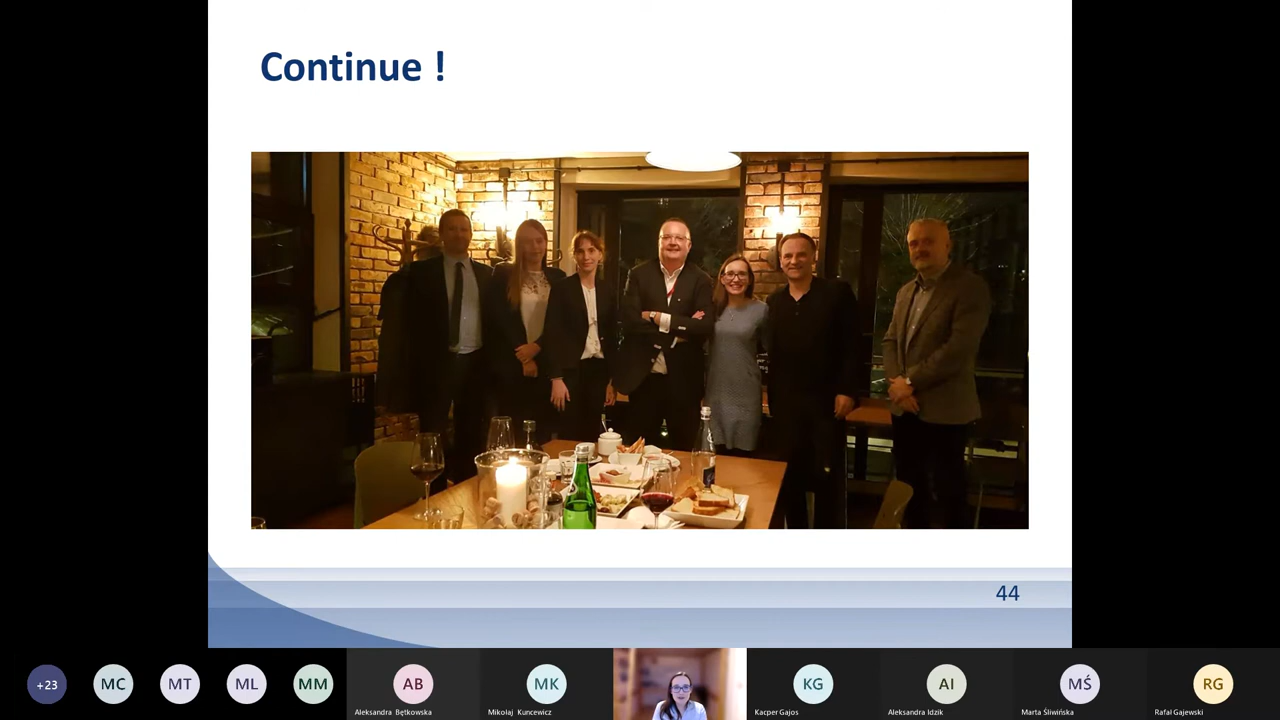 Continue !
44
+23
MC
MT
ML
MM
AB
MK
KG
AI
MŚ
RG
Aleksandra Bętkowska
Mikołaj Kuncewicz
Kacper Gajos
Aleksandra Idzik
Marta Śliwińska
Rafał Gajewski